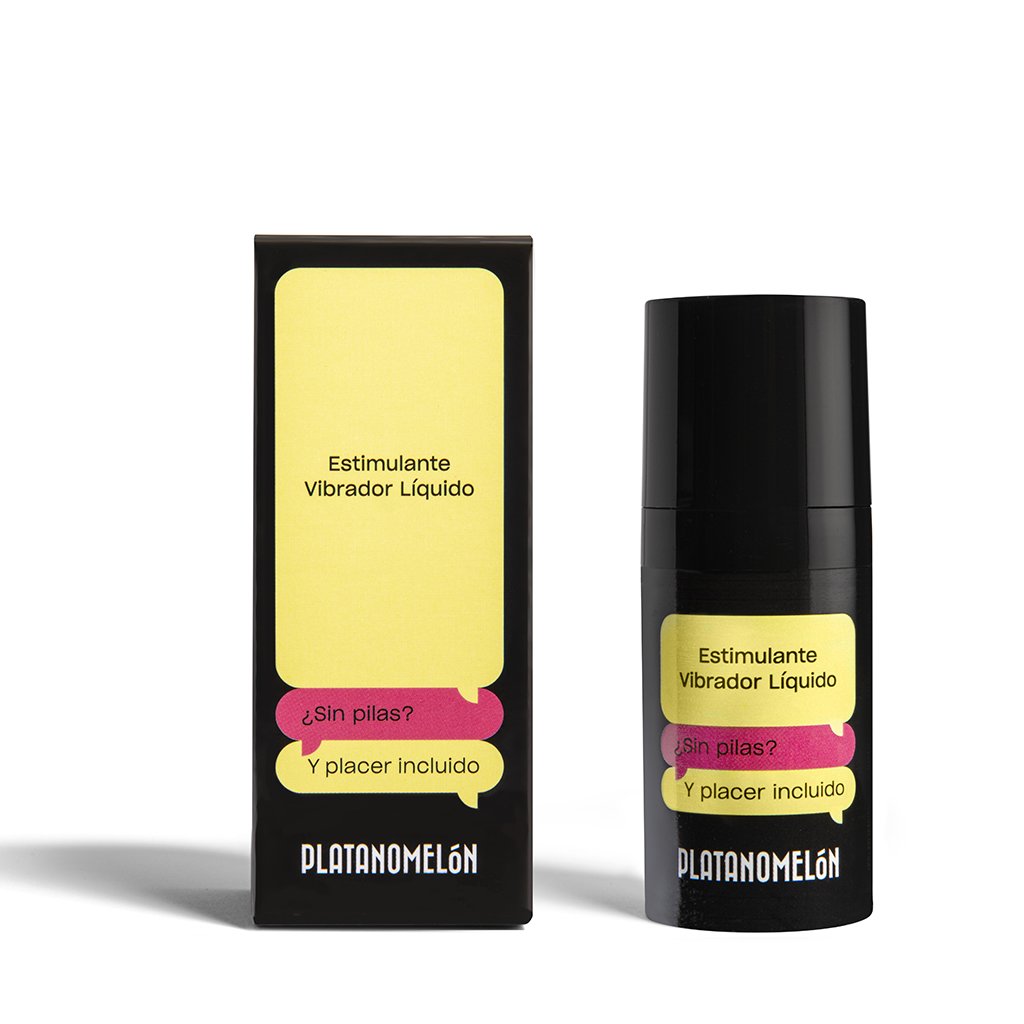 Estimulante
Vibrador Líquido
¿Sin pilas?
Y placer incluido
PLATANOMELóN
Estimulante
Vibrador Líquido
¿Sin pilas?
Y placer incluido
PLATANOMELóN